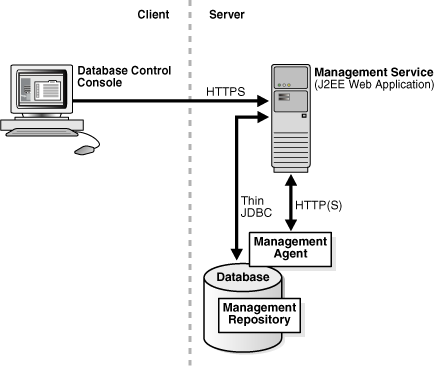 Client
Server
Database Control
Console
Management Service
(J2EE Web Application)
HTTPS
Thin
JDBC
HTTP(S)
Management
Agent
Database
Management
Repository